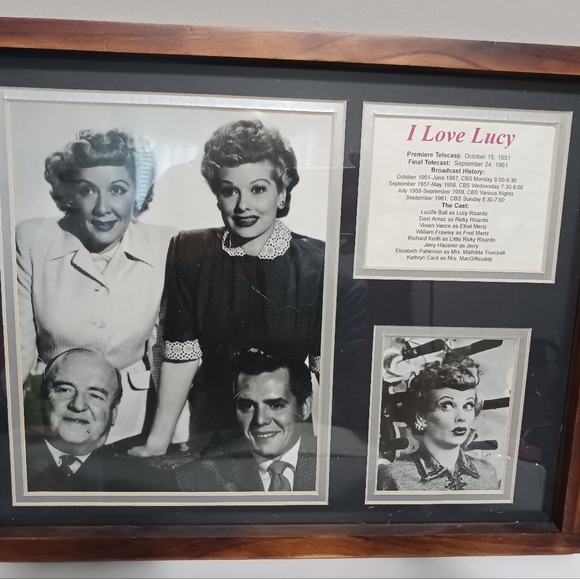 I Love Lucy
Premiere Telecast: October 15, 1951
Final Telecast: September 24, 1961
Broadcast History:
October 1951-June 1957, CBS Monday 9:00-9:30
September 1957-May 1958, CBS Wednesday 7:30-8:00
July 1958-September 1959, CBS Various Nights
September 1961, CBS Sunday 6:30-7:00
The Cast:
Lucille Ball as Lucy Ricardo
Desi Arnaz as Ricky Ricardo
Vivian Vance as Ethel Mertz
William Frawley as Fred Mertz
Richard Keith as Little Ricky Ricardo
Jerry Hausner as Jerry
Elizabeth Patterson as Mrs. Mathilda Trumball
Kathryn Card as Mrs. MacGillicuddy